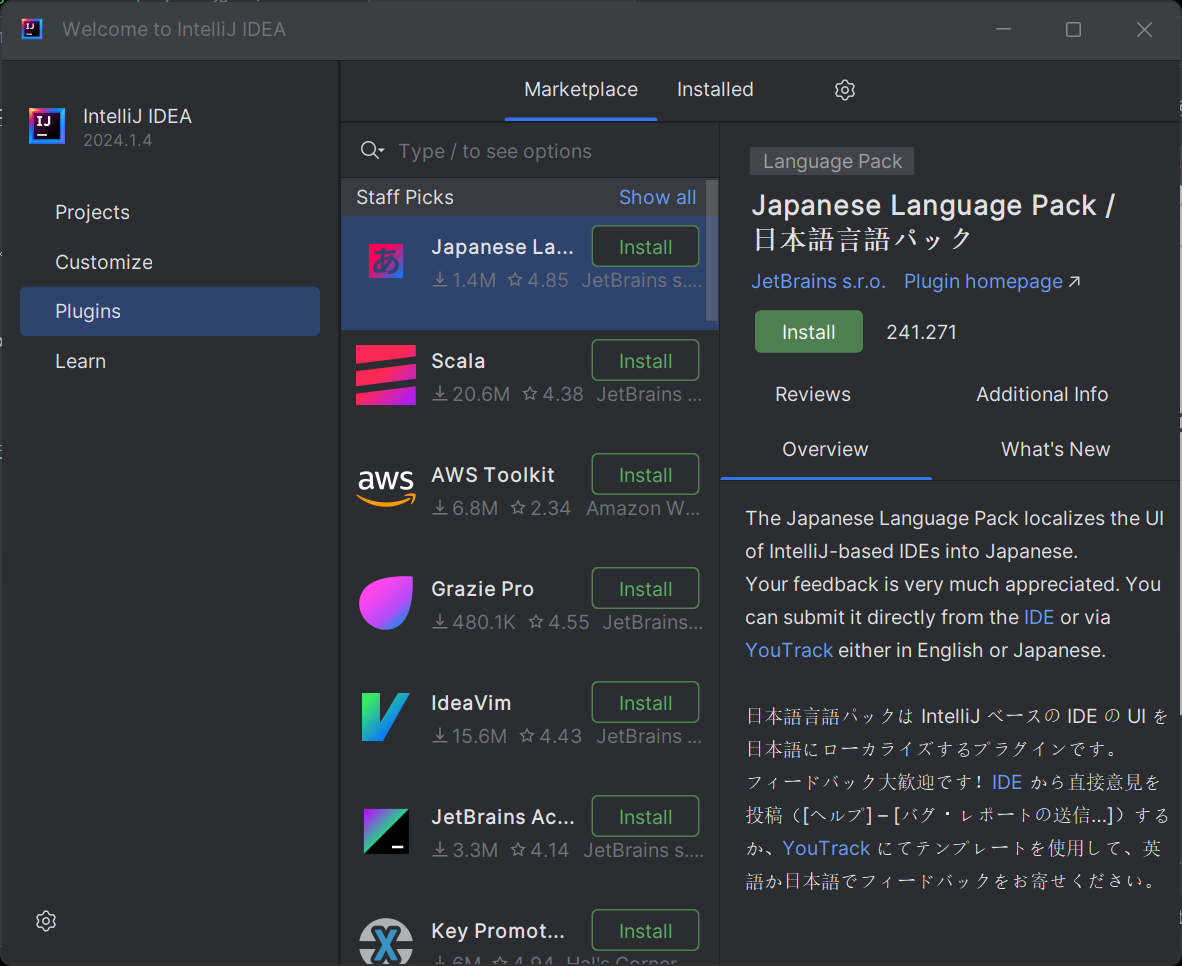 Welcome to IntelliJ IDEA
IntelliJ IDEA
2024.1.4
Projects
Customize
Plugins
Learn
Marketplace
Installed
Type / to see options
Staff Picks
Show all
あ
Japanese La...
Install
1.4M
4.85
JetBrains s....
Scala
Install
20.6M
4.38
JetBrains ...
aws
AWS Toolkit
Install
6.8M
2.34
Amazon W...
Grazie Pro
Install
480.1K
4.55
JetBrains...
IdeaVim
Install
15.6M
4.43
JetBrains ...
JetBrains Ac...
Install
3.3M
4.14
JetBrains s....
X
Key Promot...
Install
6M
4.94
Hal's Corner
Language Pack
Japanese Language Pack /
日本語言語パック
JetBrains s.r.o.
Plugin homepage
Install
241.271
Reviews
Additional Info
Overview
What's New
The Japanese Language Pack localizes the UI
of IntelliJ-based IDEs into Japanese.
Your feedback is very much appreciated. You
can submit it directly from the IDE or via
YouTrack either in English or Japanese.
日本語言語パックは IntelliJ ベースの IDE の UI を
日本語にローカライズするプラグインです。
フィードバック大歓迎です! IDE から直接意見を
投稿（[ヘルプ] – [バグ・レポートの送信...]）する
か、YouTrack にてテンプレートを使用して、英
語か日本語でフィードバックをお寄せください。